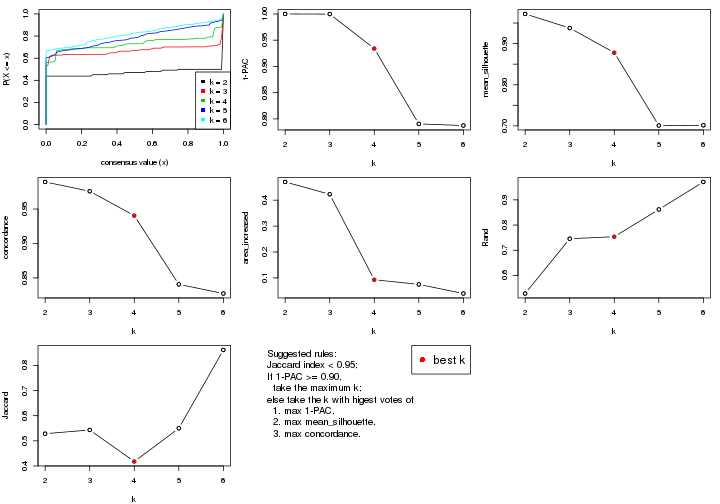 P(X <= x)
1.0
0.8
0.6
0.4
0.2
0.0
0.0 0.2 0.4 0.6 0.8 1.0
consensus value (x)
k = 2
k = 3
k = 4
k = 5
k = 6
1-PAC
1.00
0.95
0.90
0.85
0.80
2 3 4 5 6
k
mean_silhouette
0.90
0.80
0.70
2 3 4 5 6
k
concordance
0.95
0.90
0.85
2 3 4 5 6
k
area_increased
0.4
0.3
0.2
0.1
2 3 4 5 6
k
Rand
0.9
0.8
0.7
0.6
2 3 4 5 6
k
Jaccard
0.8
0.7
0.6
0.5
0.4
2 3 4 5 6
k
Suggested rules:
Jaccard index < 0.95;
If 1-PAC >= 0.90,
take the maximum k;
else take the k with higest votes of
1. max 1-PAC,
2. max mean_silhouette,
3. max concordance.
best k